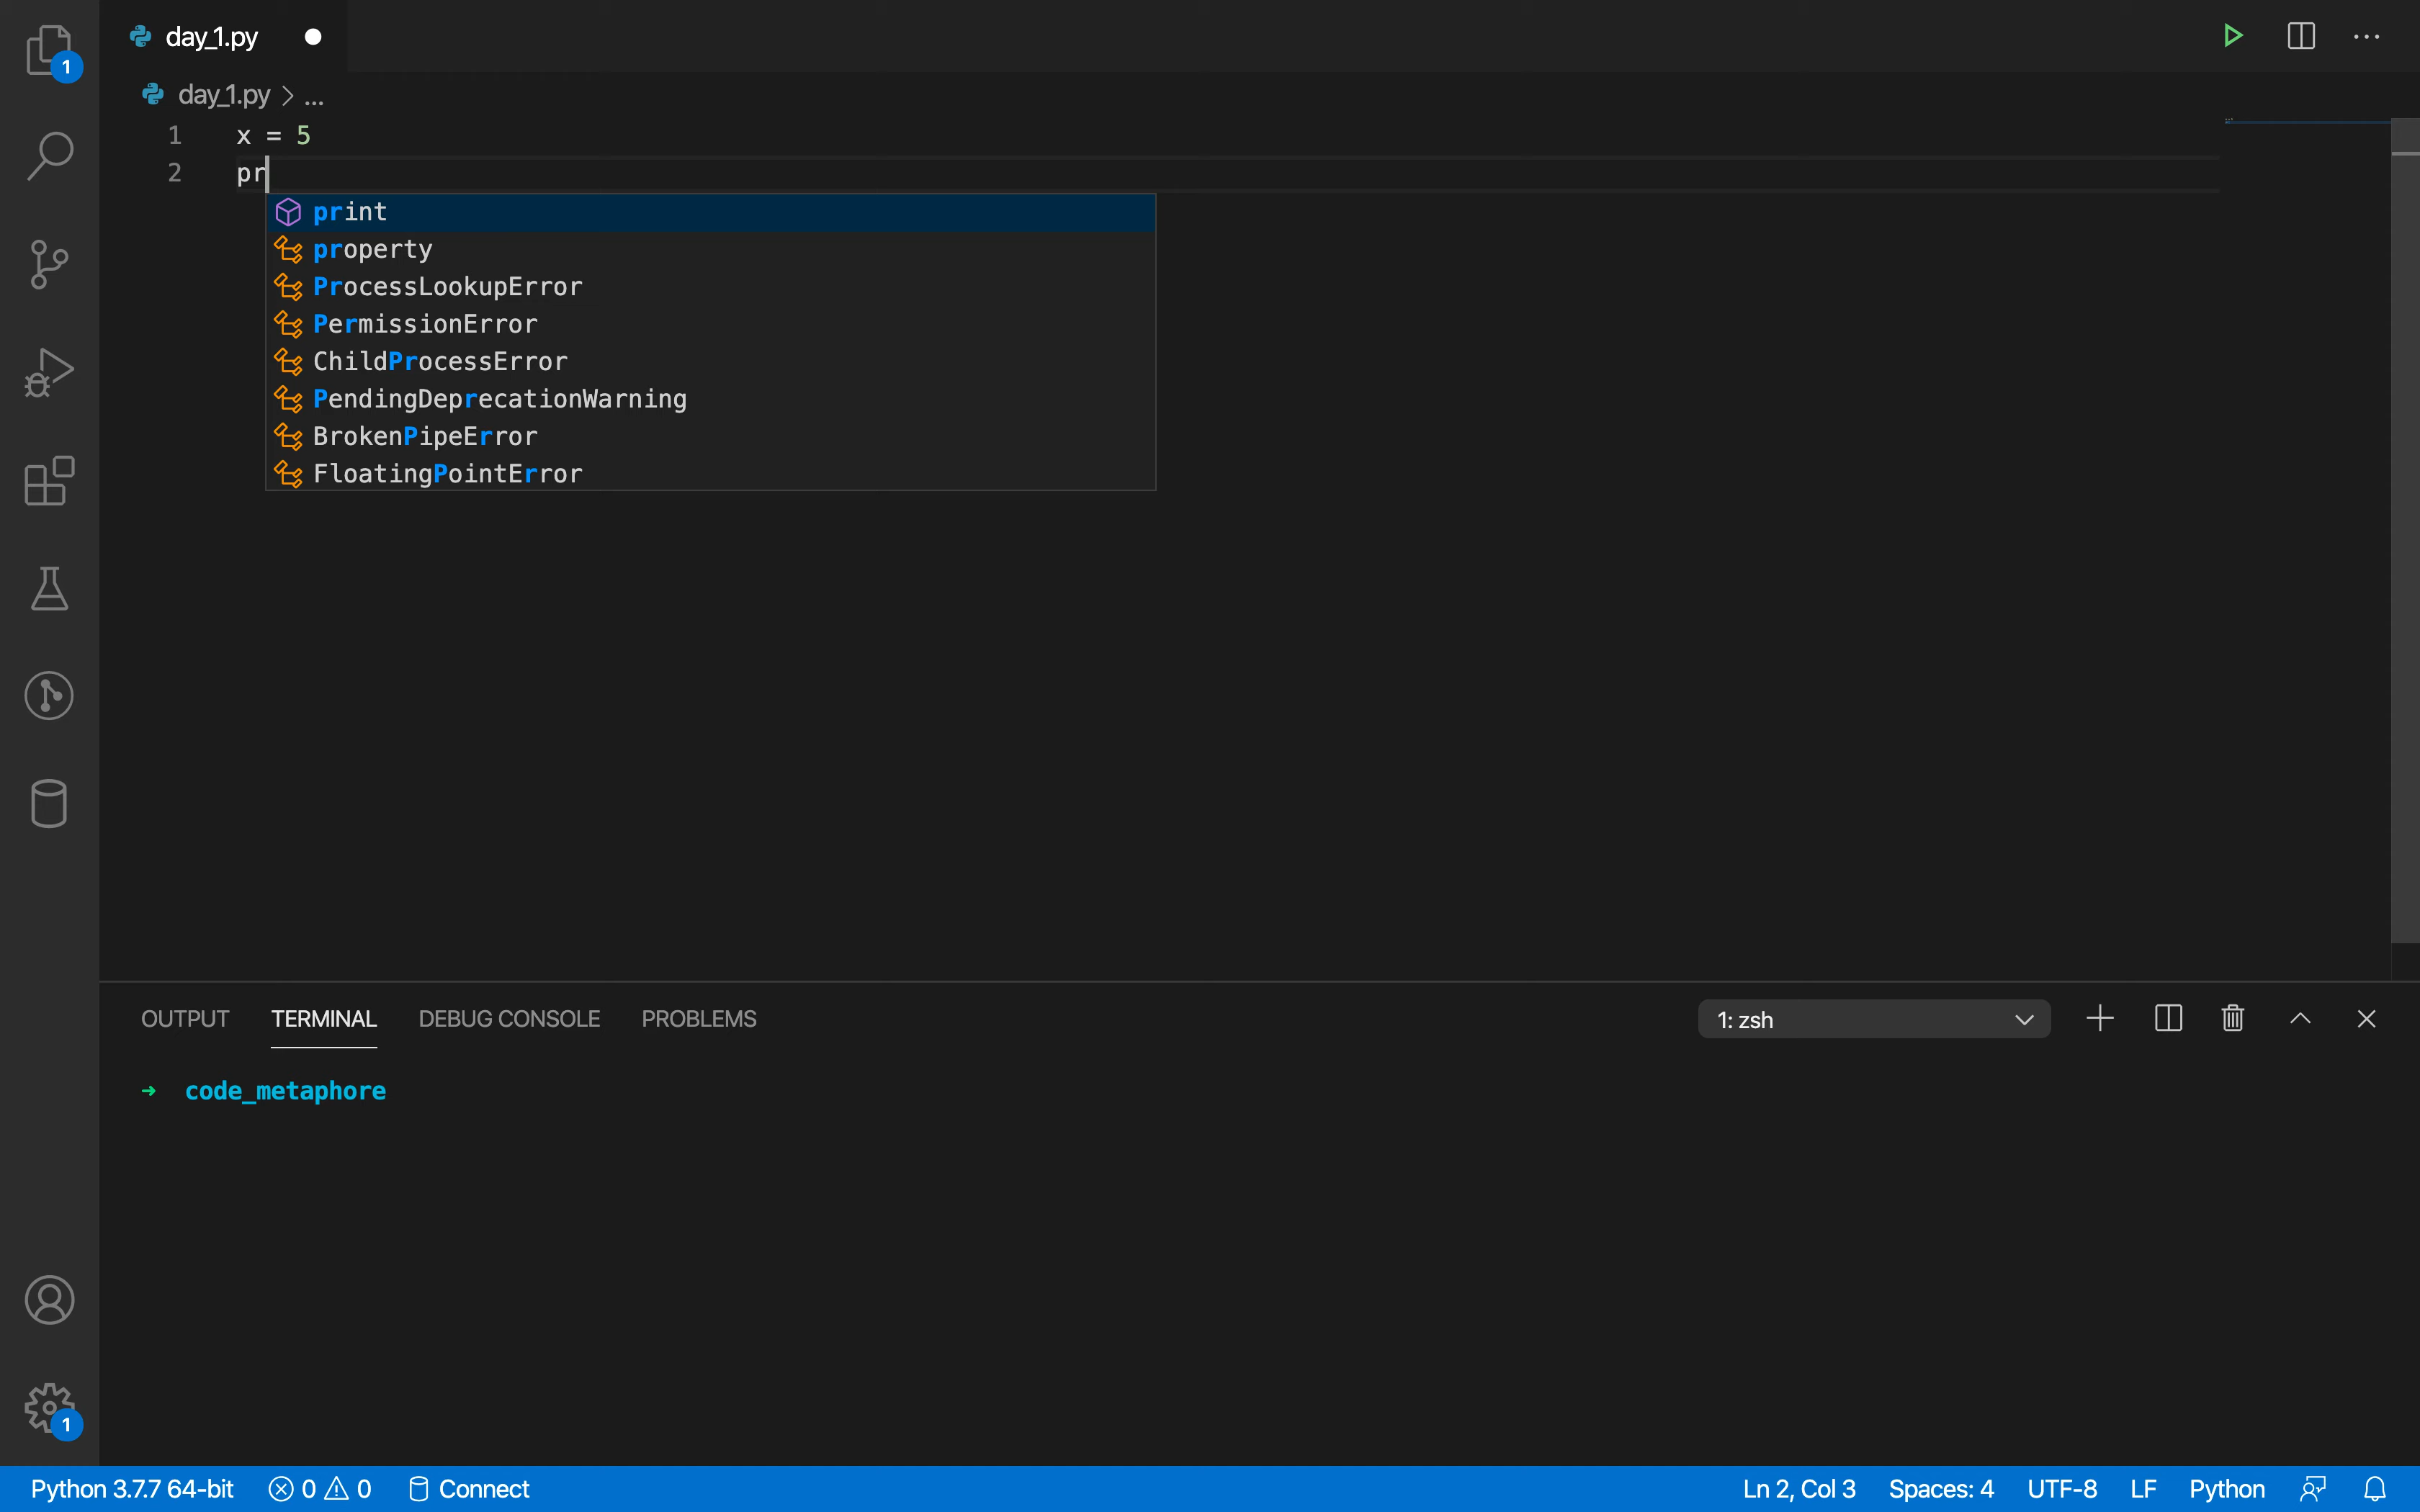 day_1.py
day_1.py > ...
1 x = 5
2 pr
print
property
ProcessLookupError
PermissionError
ChildProcessError
PendingDeprecationWarning
BrokenPipeError
FloatingPointError
1
OUTPUT TERMINAL DEBUG CONSOLE PROBLEMS 1: zsh
➜ code_metaphore
1
Python 3.7.7 64-bit 0 0 Connect Ln 2, Col 3 Spaces: 4 UTF-8 LF Python